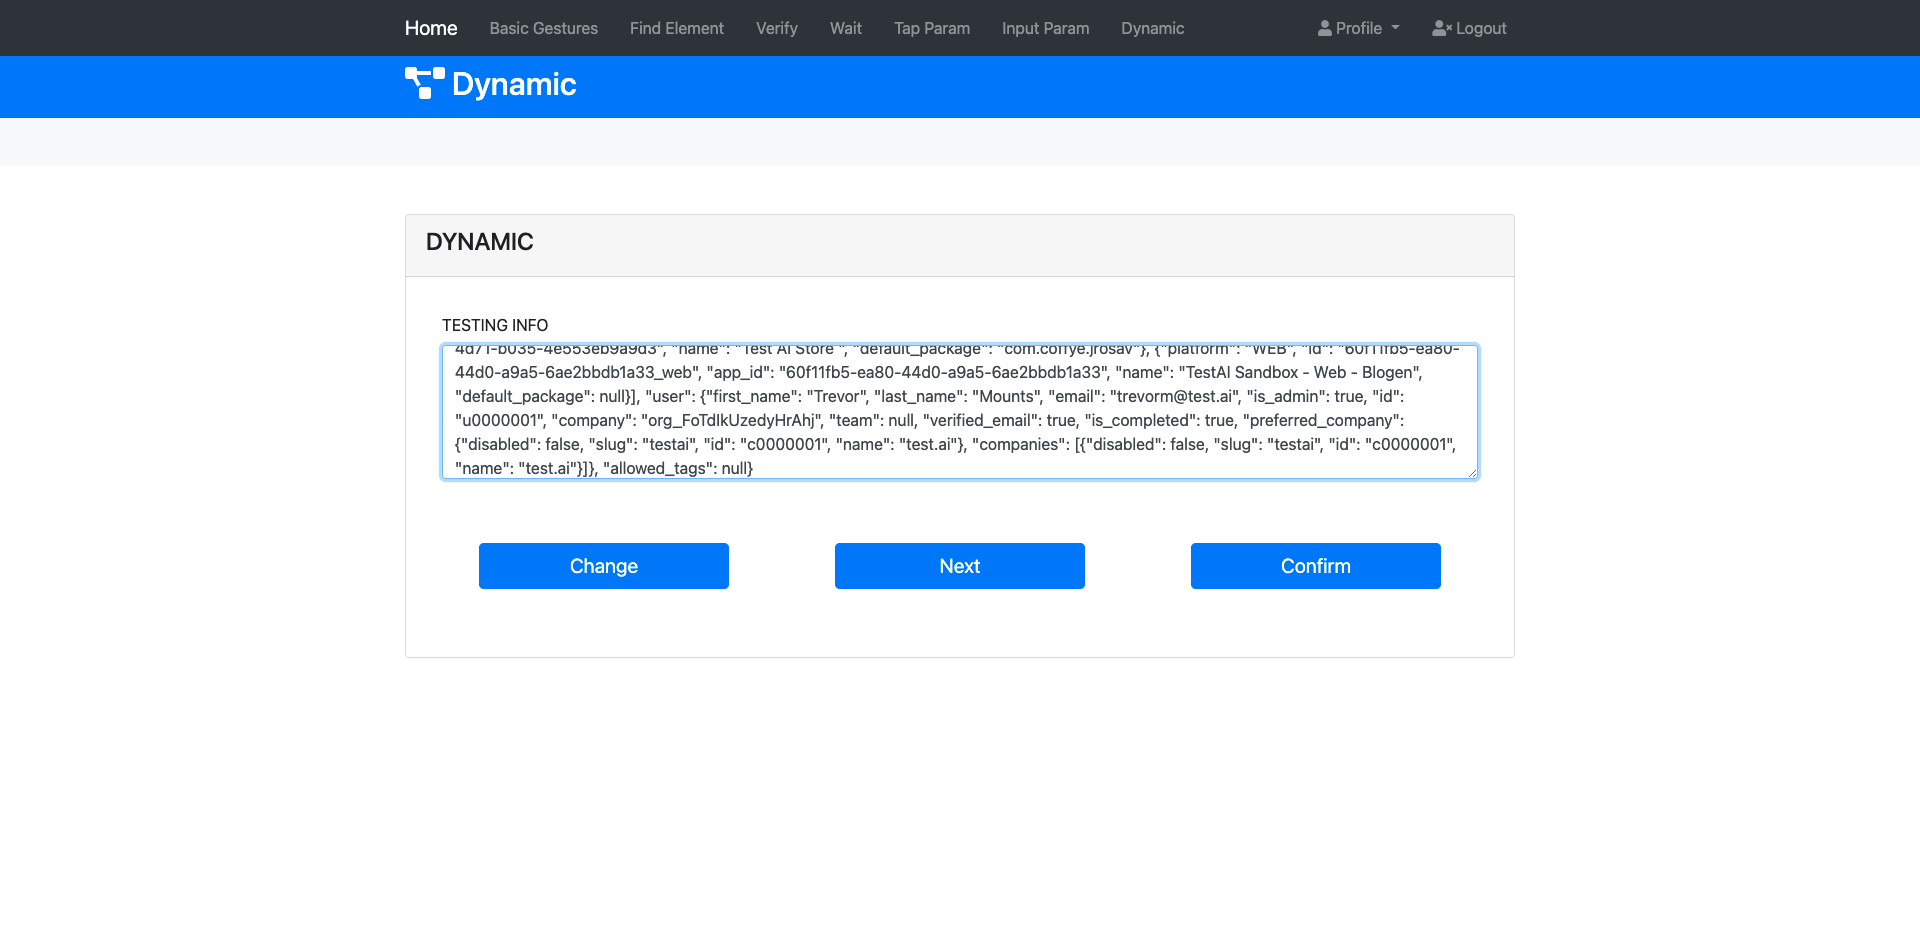 Home Basic Gestures Find Element Verify Wait Tap Param Input Param Dynamic Profile Logout
Dynamic
DYNAMIC
TESTING INFO
4d71-b035-4e553eb9a9d3", "name": "Test AI Store ", "default_package": "com.coffye.jrosav"}, {"platform": "WEB", "id": "60f11fb5-ea80-
44d0-a9a5-6ae2bbdb1a33_web", "app_id": "60f11fb5-ea80-44d0-a9a5-6ae2bbdb1a33", "name": "TestAI Sandbox - Web - Blogen",
"default_package": null}], "user": {"first_name": "Trevor", "last_name": "Mounts", "email": "trevorm@test.ai", "is_admin": true, "id":
"u0000001", "company": "org_FoTdIkUzedyHrAhj", "team": null, "verified_email": true, "is_completed": true, "preferred_company":
{"disabled": false, "slug": "testai", "id": "c0000001", "name": "test.ai"}, "companies": [{"disabled": false, "slug": "testai", "id": "c0000001",
"name": "test.ai"}]}, "allowed_tags": null}
Change Next Confirm